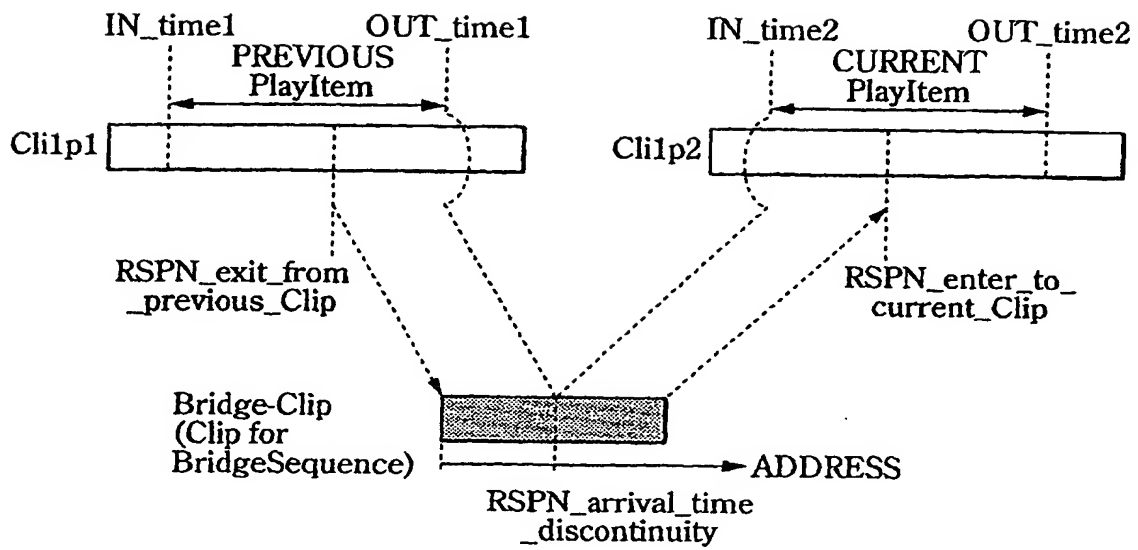 IN_time1
OUT_time1
IN_time2
OUT_time2
PREVIOUS
PlayItem
CURRENT
PlayItem
Cli1p1
Cli1p2
RSPN_exit_from
_previous_Clip
RSPN_enter_to_
current_Clip
Bridge-Clip
(Clip for
BridgeSequence)
ADDRESS
RSPN_arrival_time
_discontinuity